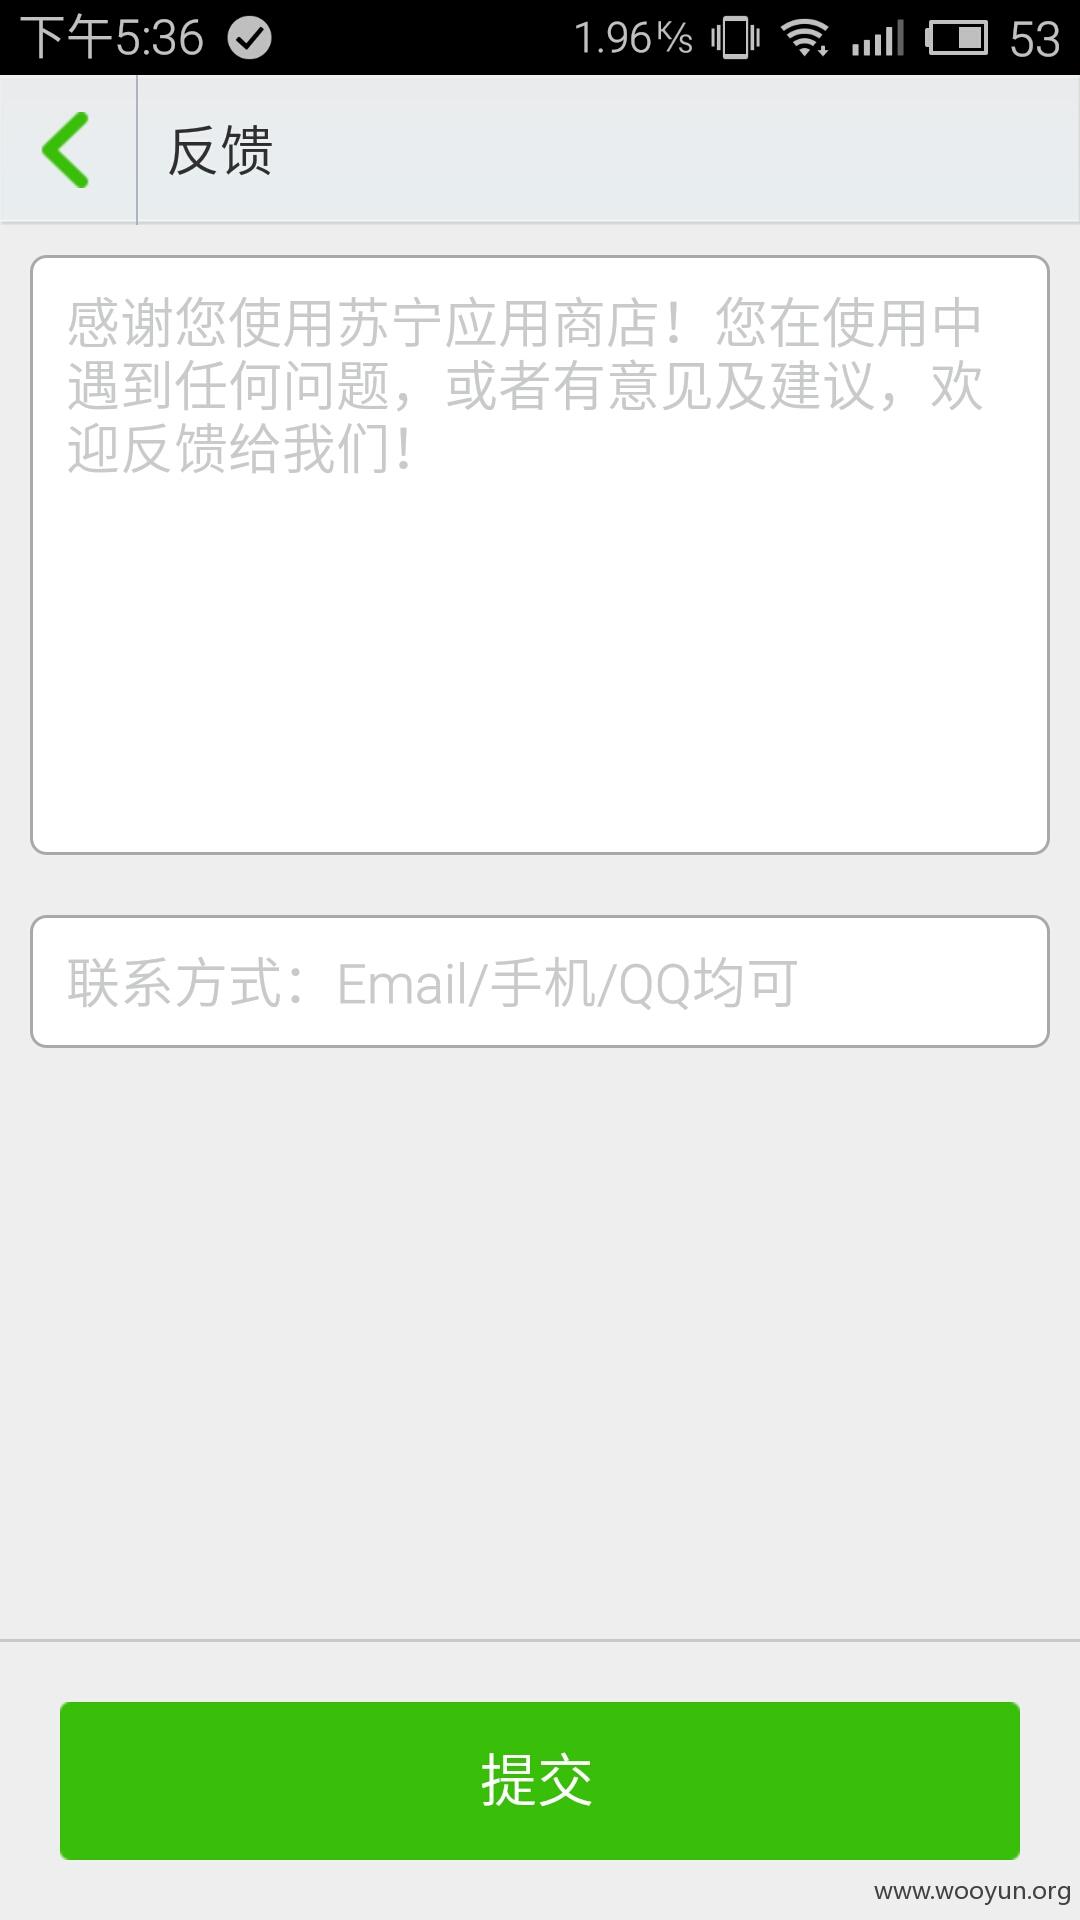 下午5:36
1.96K/s
53
反馈
感谢您使用苏宁应用商店！您在使用中
遇到任何问题，或者有意见及建议，欢
迎反馈给我们！
联系方式：Email/手机/QQ均可
提交
www.wooyun.org